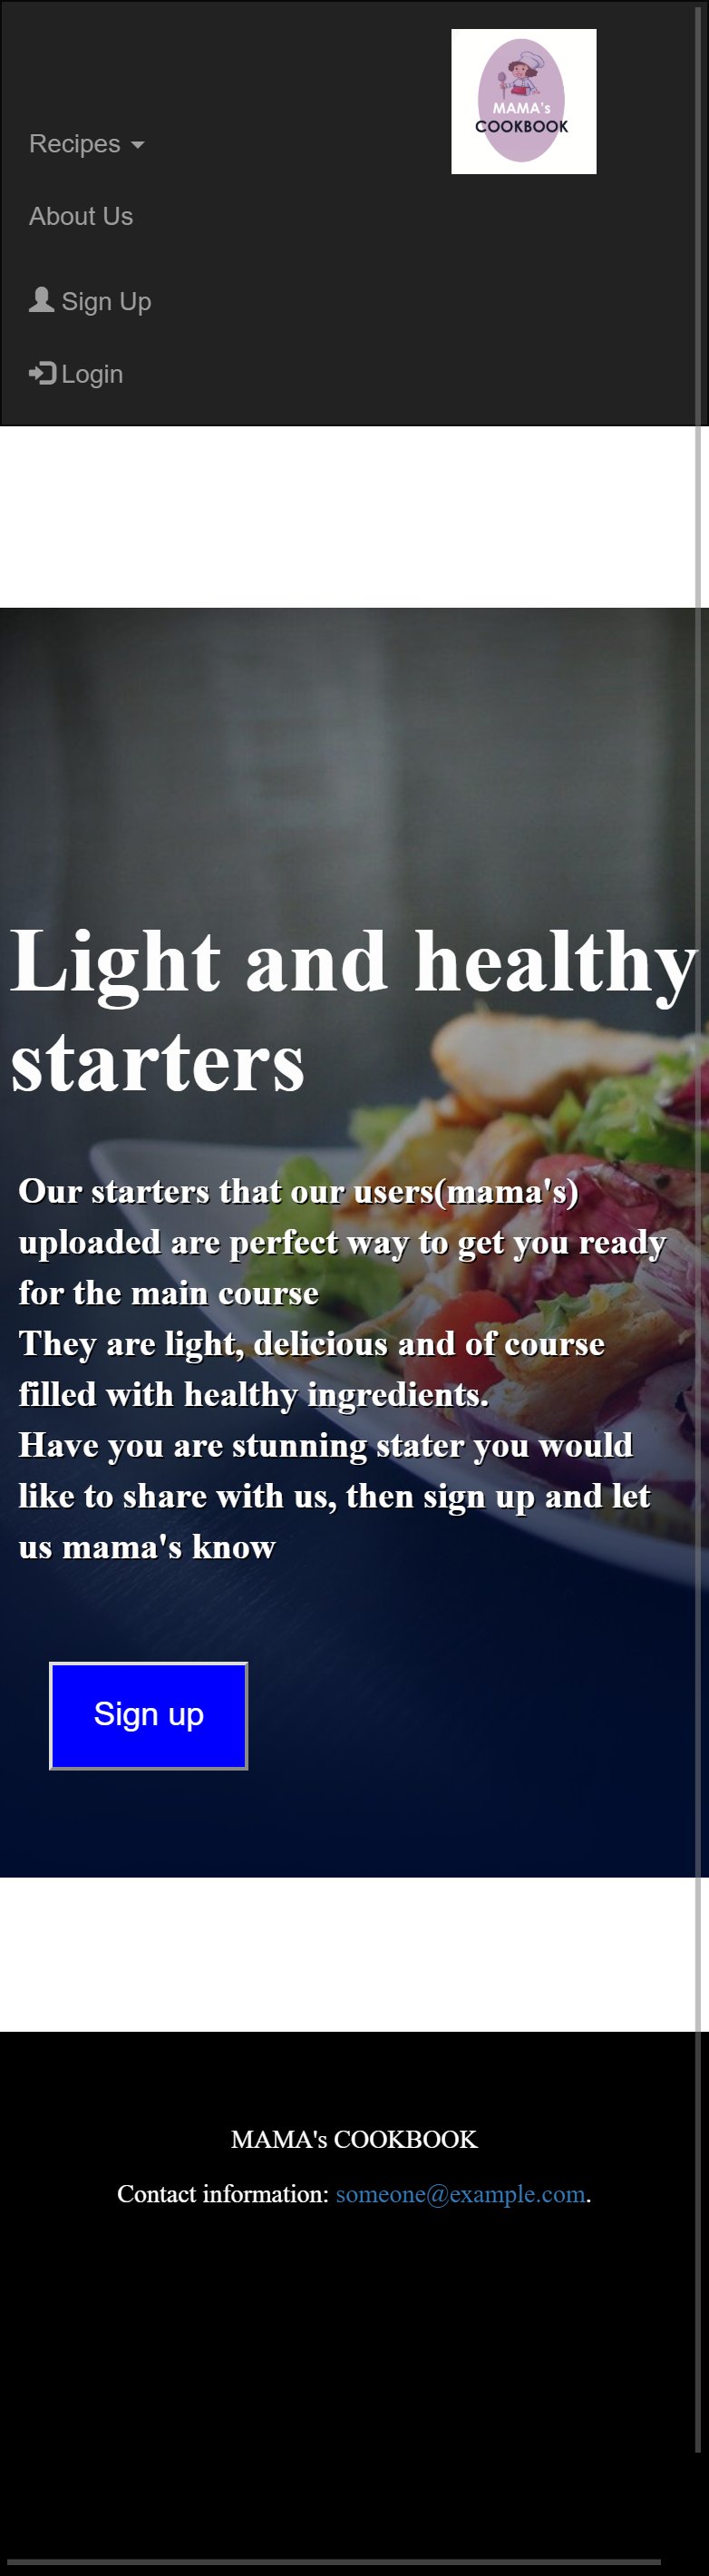 MAMA's
COOKBOOK
Recipes
About Us
Sign Up
Login
Light and healthy
starters
Our starters that our users(mama's)
uploaded are perfect way to get you ready
for the main course
They are light, delicious and of course
filled with healthy ingredients.
Have you are stunning stater you would
like to share with us, then sign up and let
us mama's know
Sign up
MAMA's COOKBOOK
Contact information: someone@example.com.